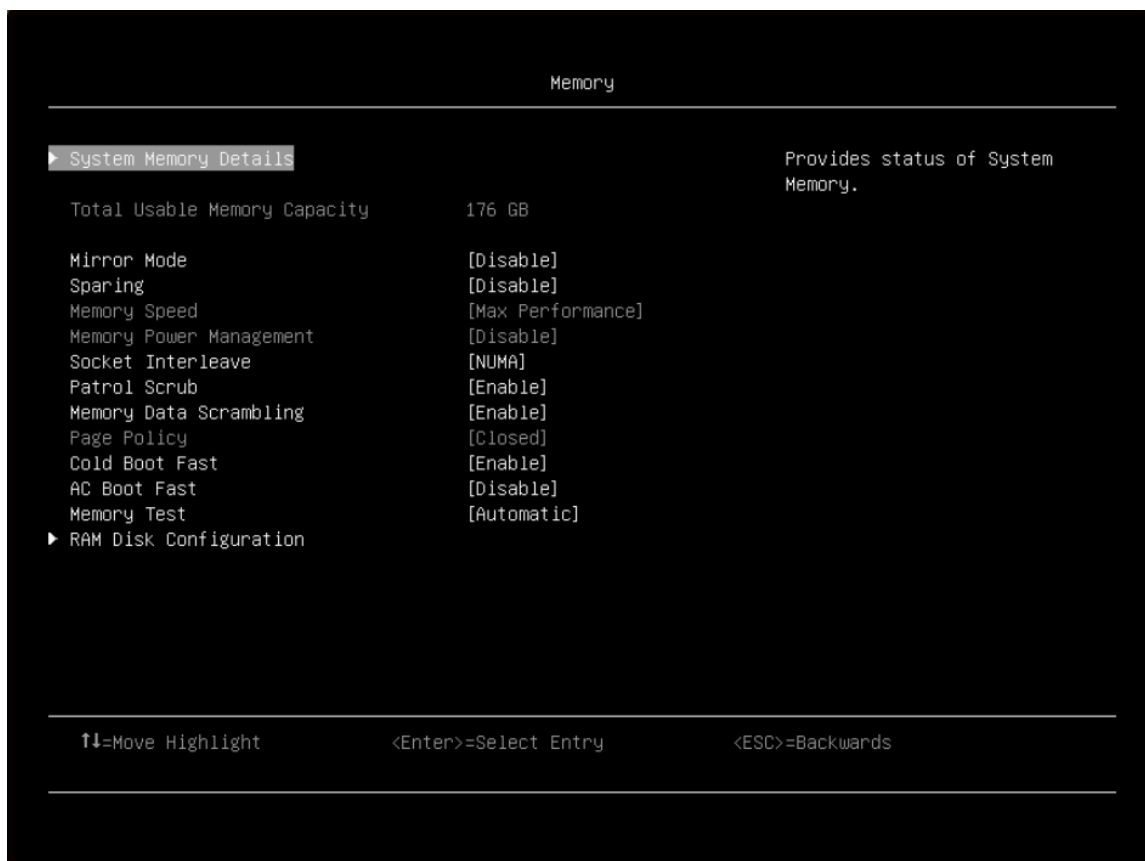 Memory
▶ System Memory Details
Provides status of System
Memory.
Total Usable Memory Capacity 176 GB
Mirror Mode [Disable]
Sparing [Disable]
Memory Speed [Max Performance]
Memory Power Management [Disable]
Socket Interleave [NUMA]
Patrol Scrub [Enable]
Memory Data Scrambling [Enable]
Page Policy [Closed]
Cold Boot Fast [Enable]
AC Boot Fast [Disable]
Memory Test [Automatic]
▶ RAM Disk Configuration
↑↓=Move Highlight <Enter>=Select Entry <ESC>=Backwards